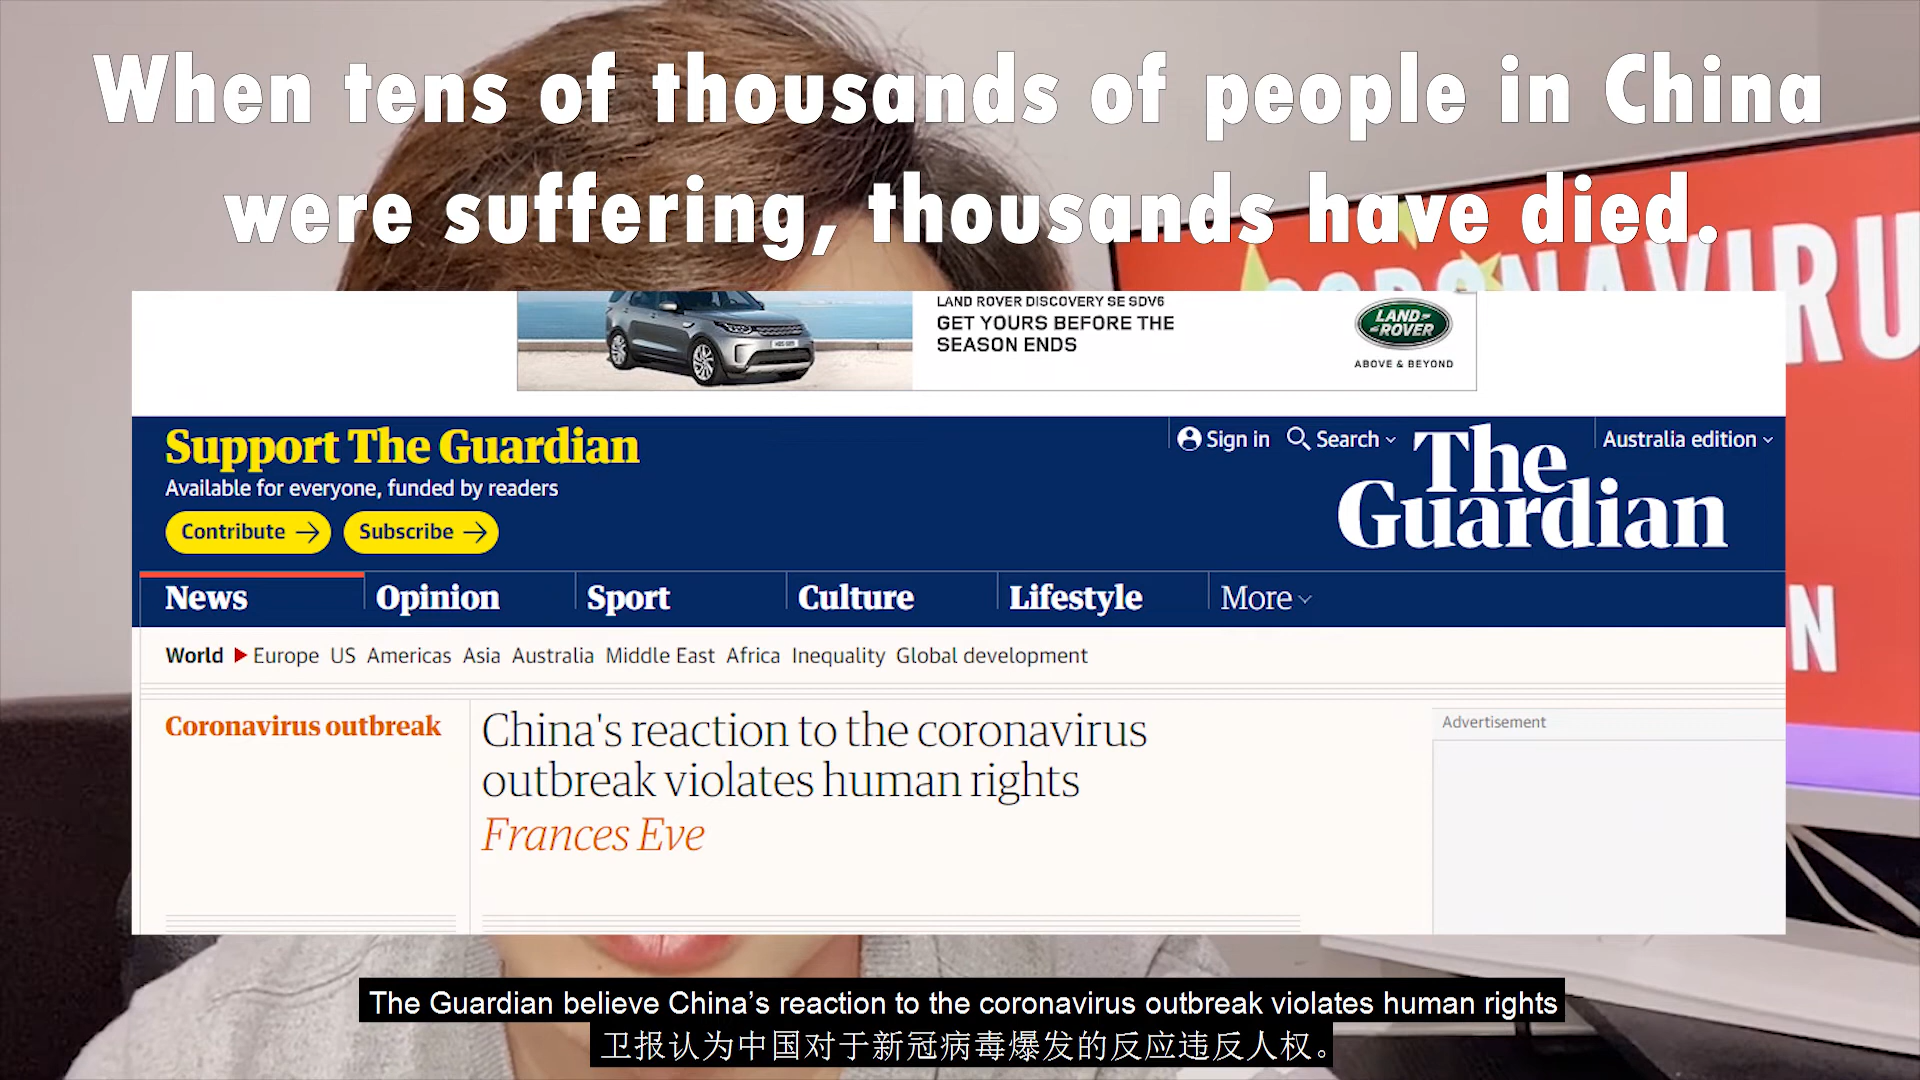 When tens of thousands of people in China
were suffering, thousands have died.
CORONAVIRU
LAND ROVER DISCOVERY SE SDV6
GET YOURS BEFORE THE
SEASON ENDS
LAND ROVER
ABOVE & BEYOND
Support The Guardian
Available for everyone, funded by readers
Contribute
Subscribe
Sign in
Search
Australia edition
The
Guardian
News
Opinion
Sport
Culture
Lifestyle
More
World
Europe US Americas Asia Australia Middle East Africa Inequality Global development
Coronavirus outbreak
China's reaction to the coronavirus
outbreak violates human rights
Frances Eve
Advertisement
The Guardian believe China’s reaction to the coronavirus outbreak violates human rights
卫报认为中国对于新冠病毒爆发的反应违反人权。